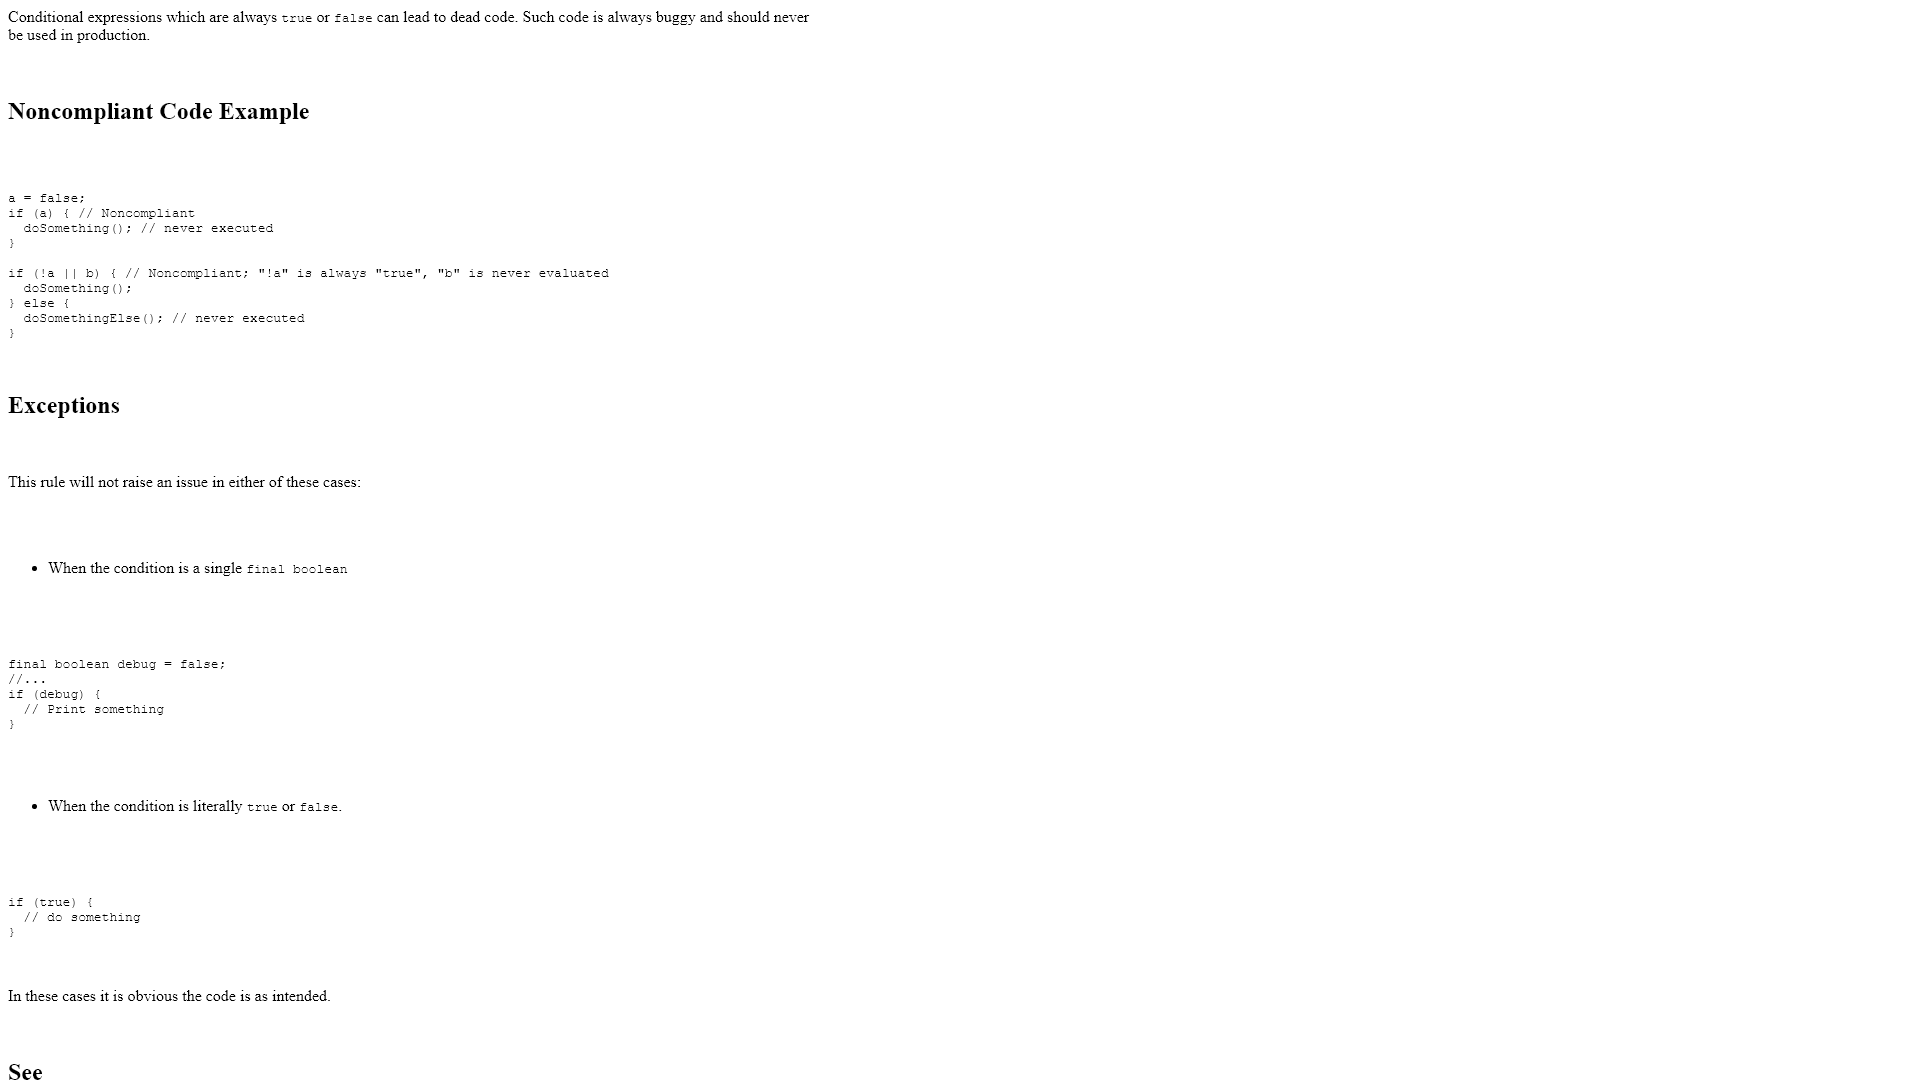 Conditional expressions which are always true or false can lead to dead code. Such code is always buggy and should never
be used in production.
Noncompliant Code Example
a = false;
if (a) { // Noncompliant
  doSomething(); // never executed
}
if (!a || b) { // Noncompliant; "!a" is always "true", "b" is never evaluated
  doSomething();
} else {
  doSomethingElse(); // never executed
}
Exceptions
This rule will not raise an issue in either of these cases:
• When the condition is a single final boolean
final boolean debug = false;
//...
if (debug) {
  // Print something
}
• When the condition is literally true or false.
if (true) {
  // do something
}
In these cases it is obvious the code is as intended.
See